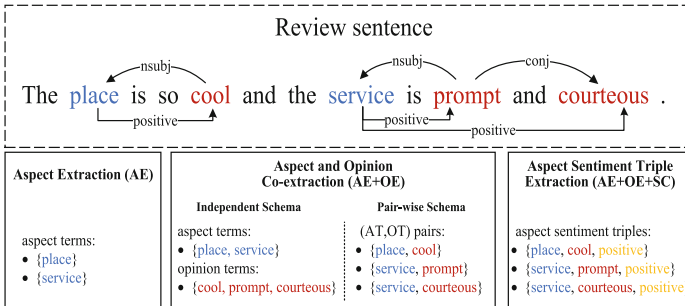 Review sentence
nsubj nsubj conj
The place is so cool and the service is prompt and courteous .
positive positive
positive
Aspect Extraction (AE)
aspect terms:
• {place}
• {service}
Aspect and Opinion
Co-extraction (AE+OE)
Independent Schema
aspect terms:
• {place, service}
opinion terms:
• {cool, prompt, courteous}
Pair-wise Schema
(AT,OT) pairs:
• {place, cool}
• {service, prompt}
• {service, courteous}
Aspect Sentiment Triple
Extraction (AE+OE+SC)
aspect sentiment triples:
• {place, cool, positive}
• {service, prompt, positive}
• {service, courteous, positive